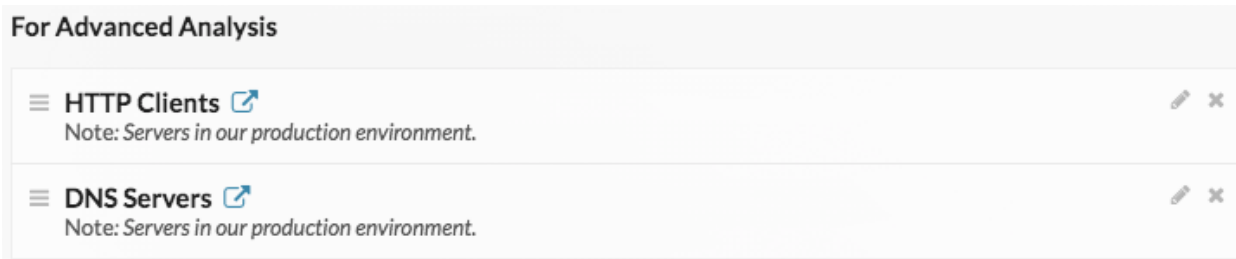 For Advanced Analysis
HTTP Clients
Note: Servers in our production environment.
DNS Servers
Note: Servers in our production environment.